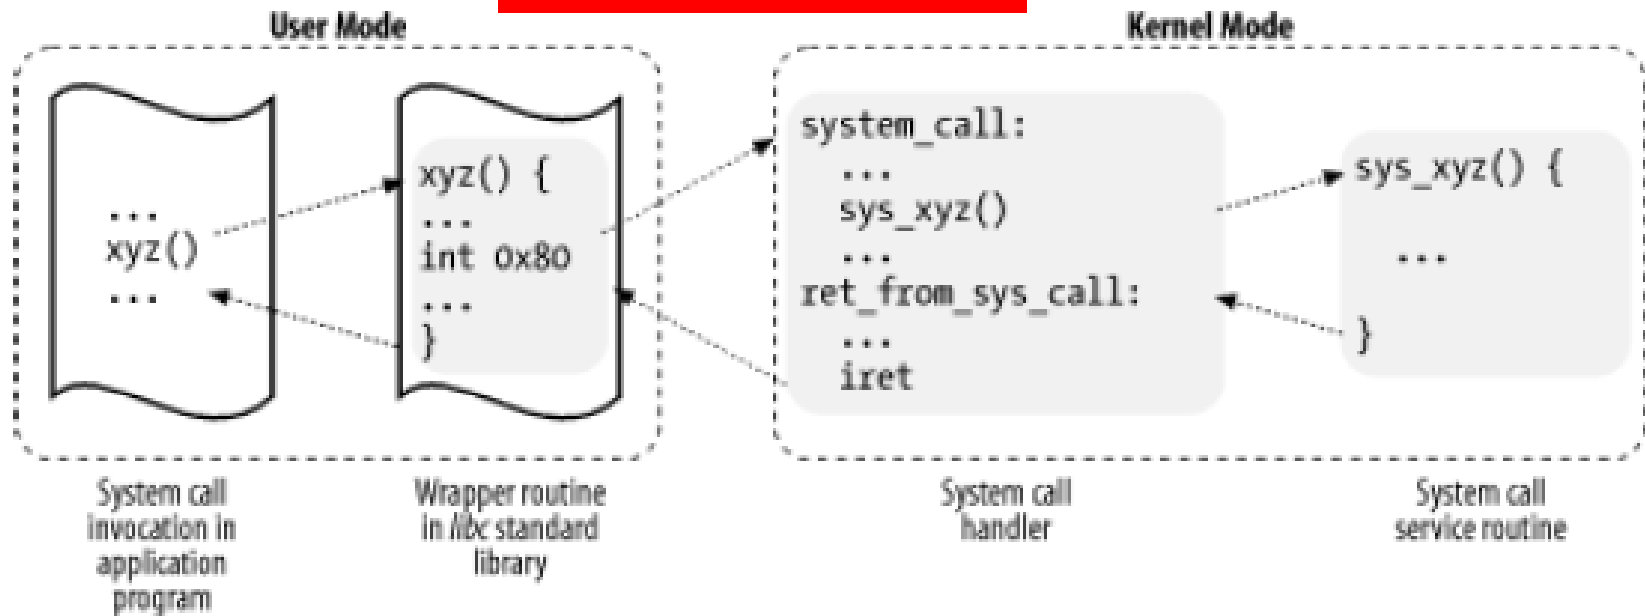 User Mode
Kernel Mode
...
xyz()
...
xyz() {
...
int 0x80
...
}
system_call:
...
sys_xyz()
...
ret_from_sys_call:
...
iret
sys_xyz() {
...
}
System call
invocation in
application
program
Wrapper routine
in libc standard
library
System call
handler
System call
service routine